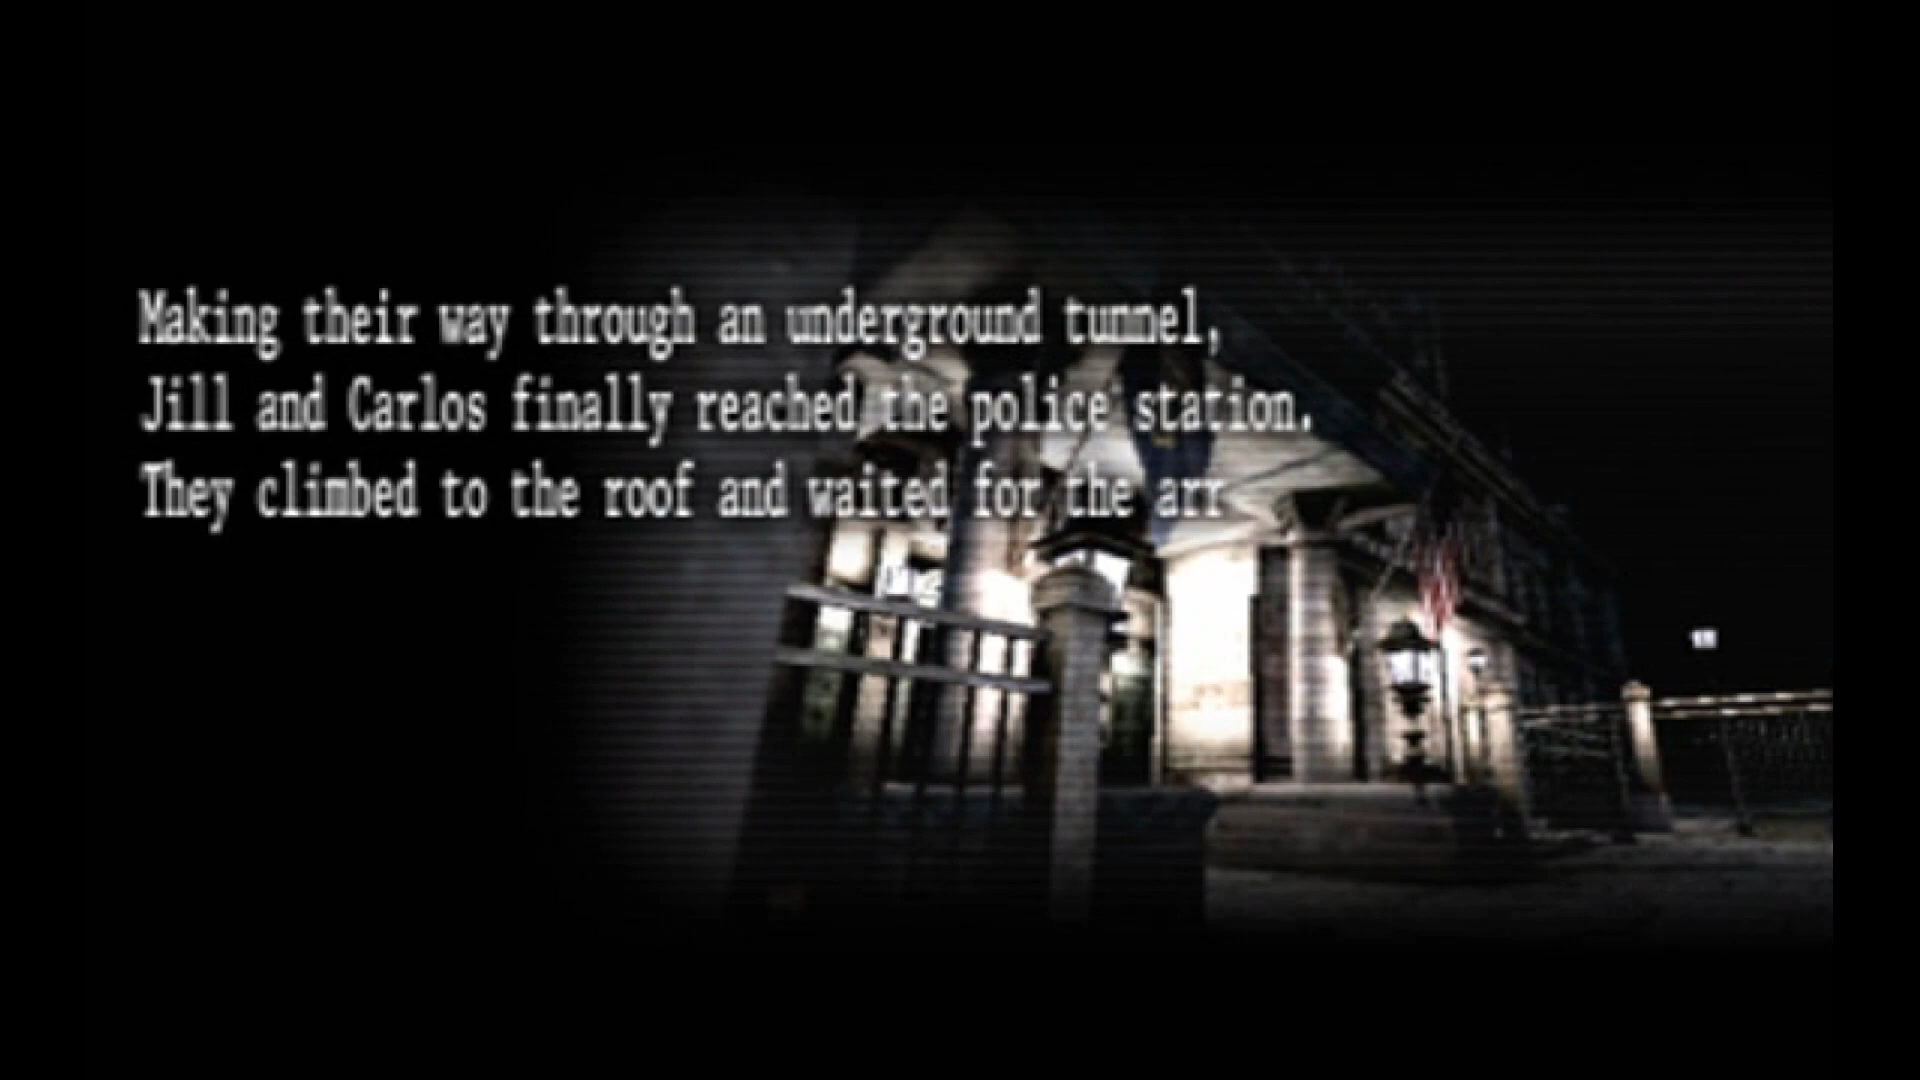 Making their way through an underground tunnel,
Jill and Carlos finally reached the police station.
They climbed to the roof and waited for the arr